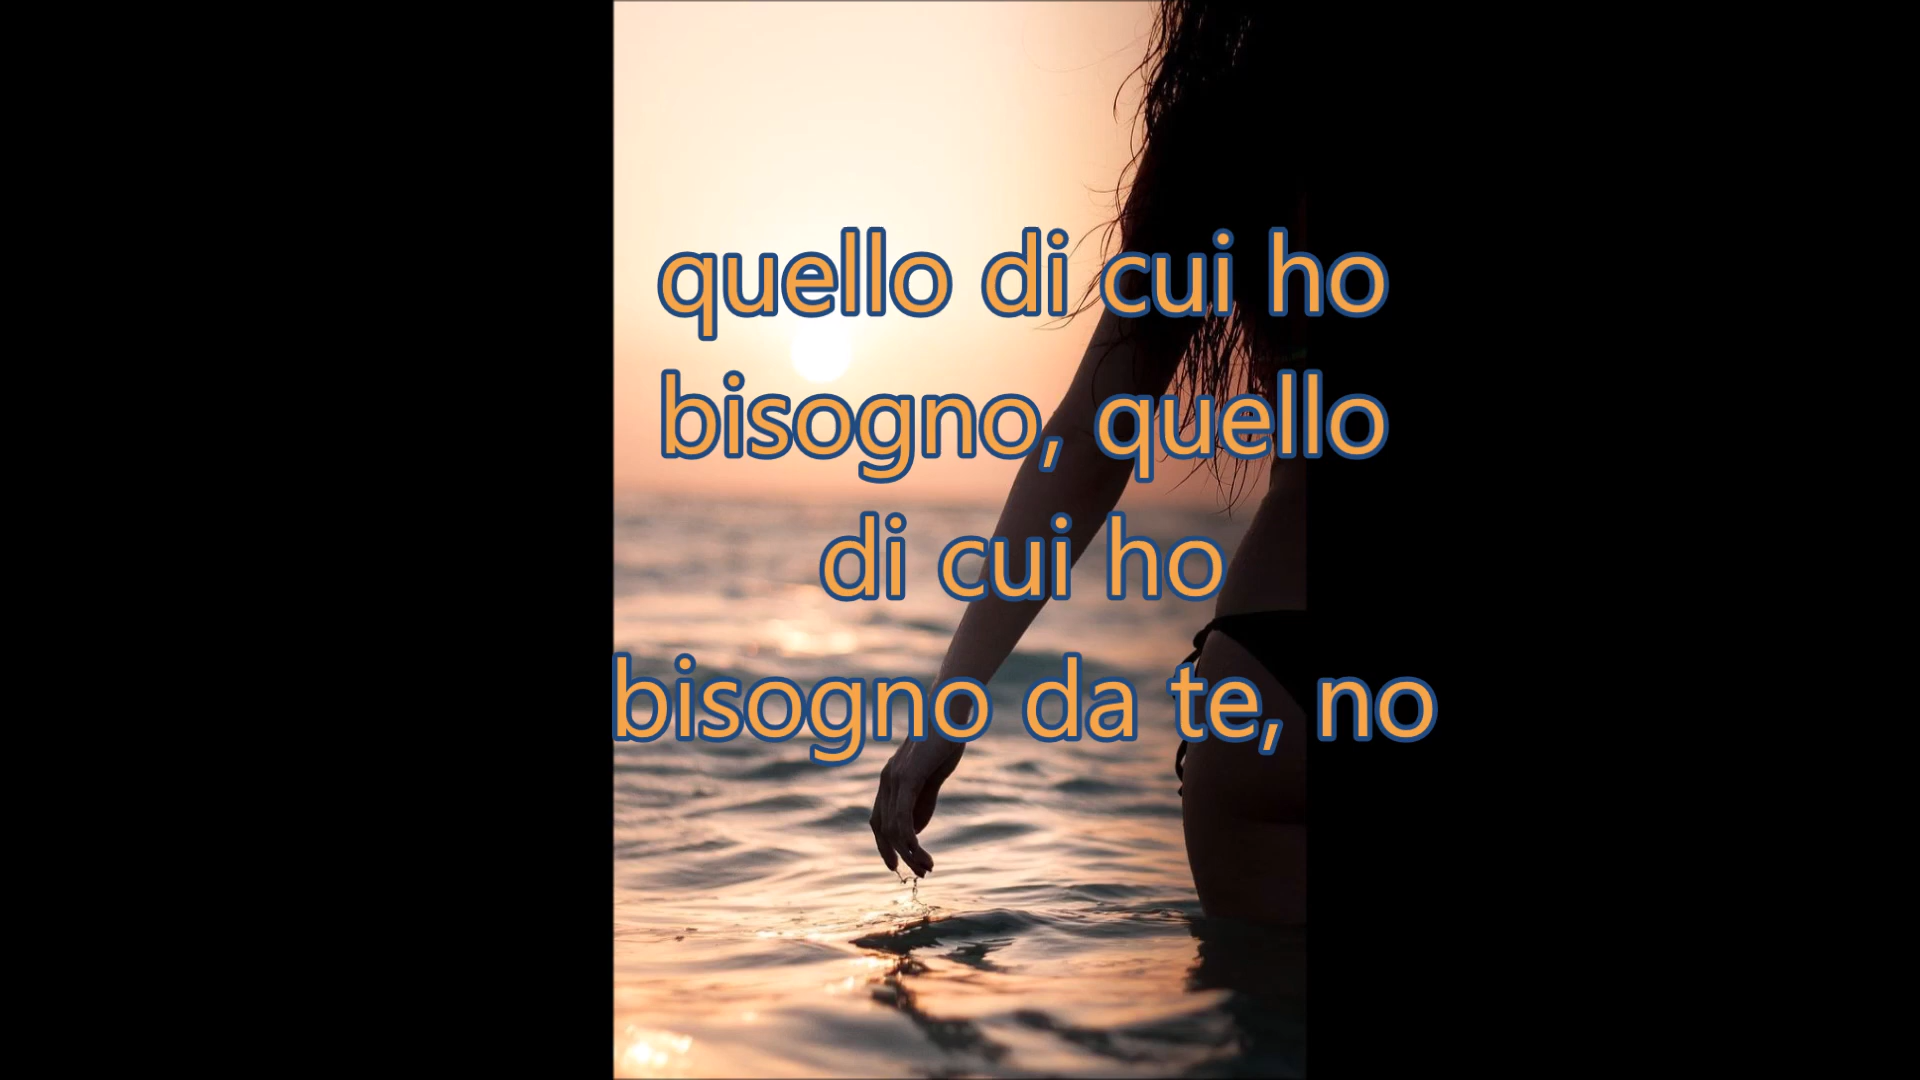 quello di cui ho
bisogno, quello
di cui ho
bisogno da te, no